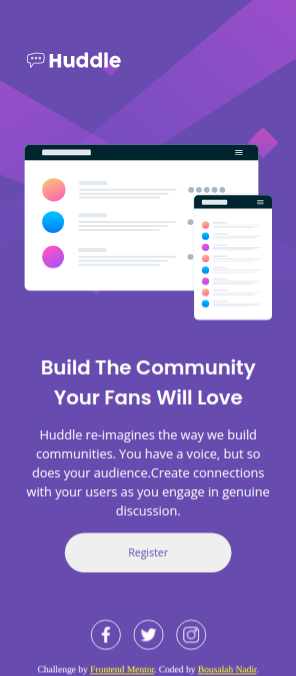 Huddle
Build The Community
Your Fans Will Love
Huddle re-imagines the way we build
communities. You have a voice, but so
does your audience.Create connections
with your users as you engage in genuine
discussion.
Register
Challenge by Frontend Mentor. Coded by Bousalah Nadir.